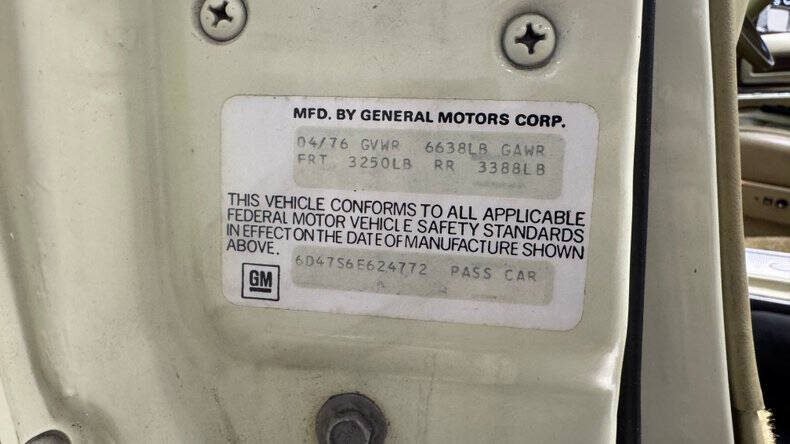 MFD. BY GENERAL MOTORS CORP.
04/76 GVWR 6638LB GAWR
FRT 3250LB RR 3388LB
THIS VEHICLE CONFORMS TO ALL APPLICABLE
FEDERAL MOTOR VEHICLE SAFETY STANDARDS
IN EFFECT ON THE DATE OF MANUFACTURE SHOWN
ABOVE.
6D47S6E624772 PASS CAR
GM